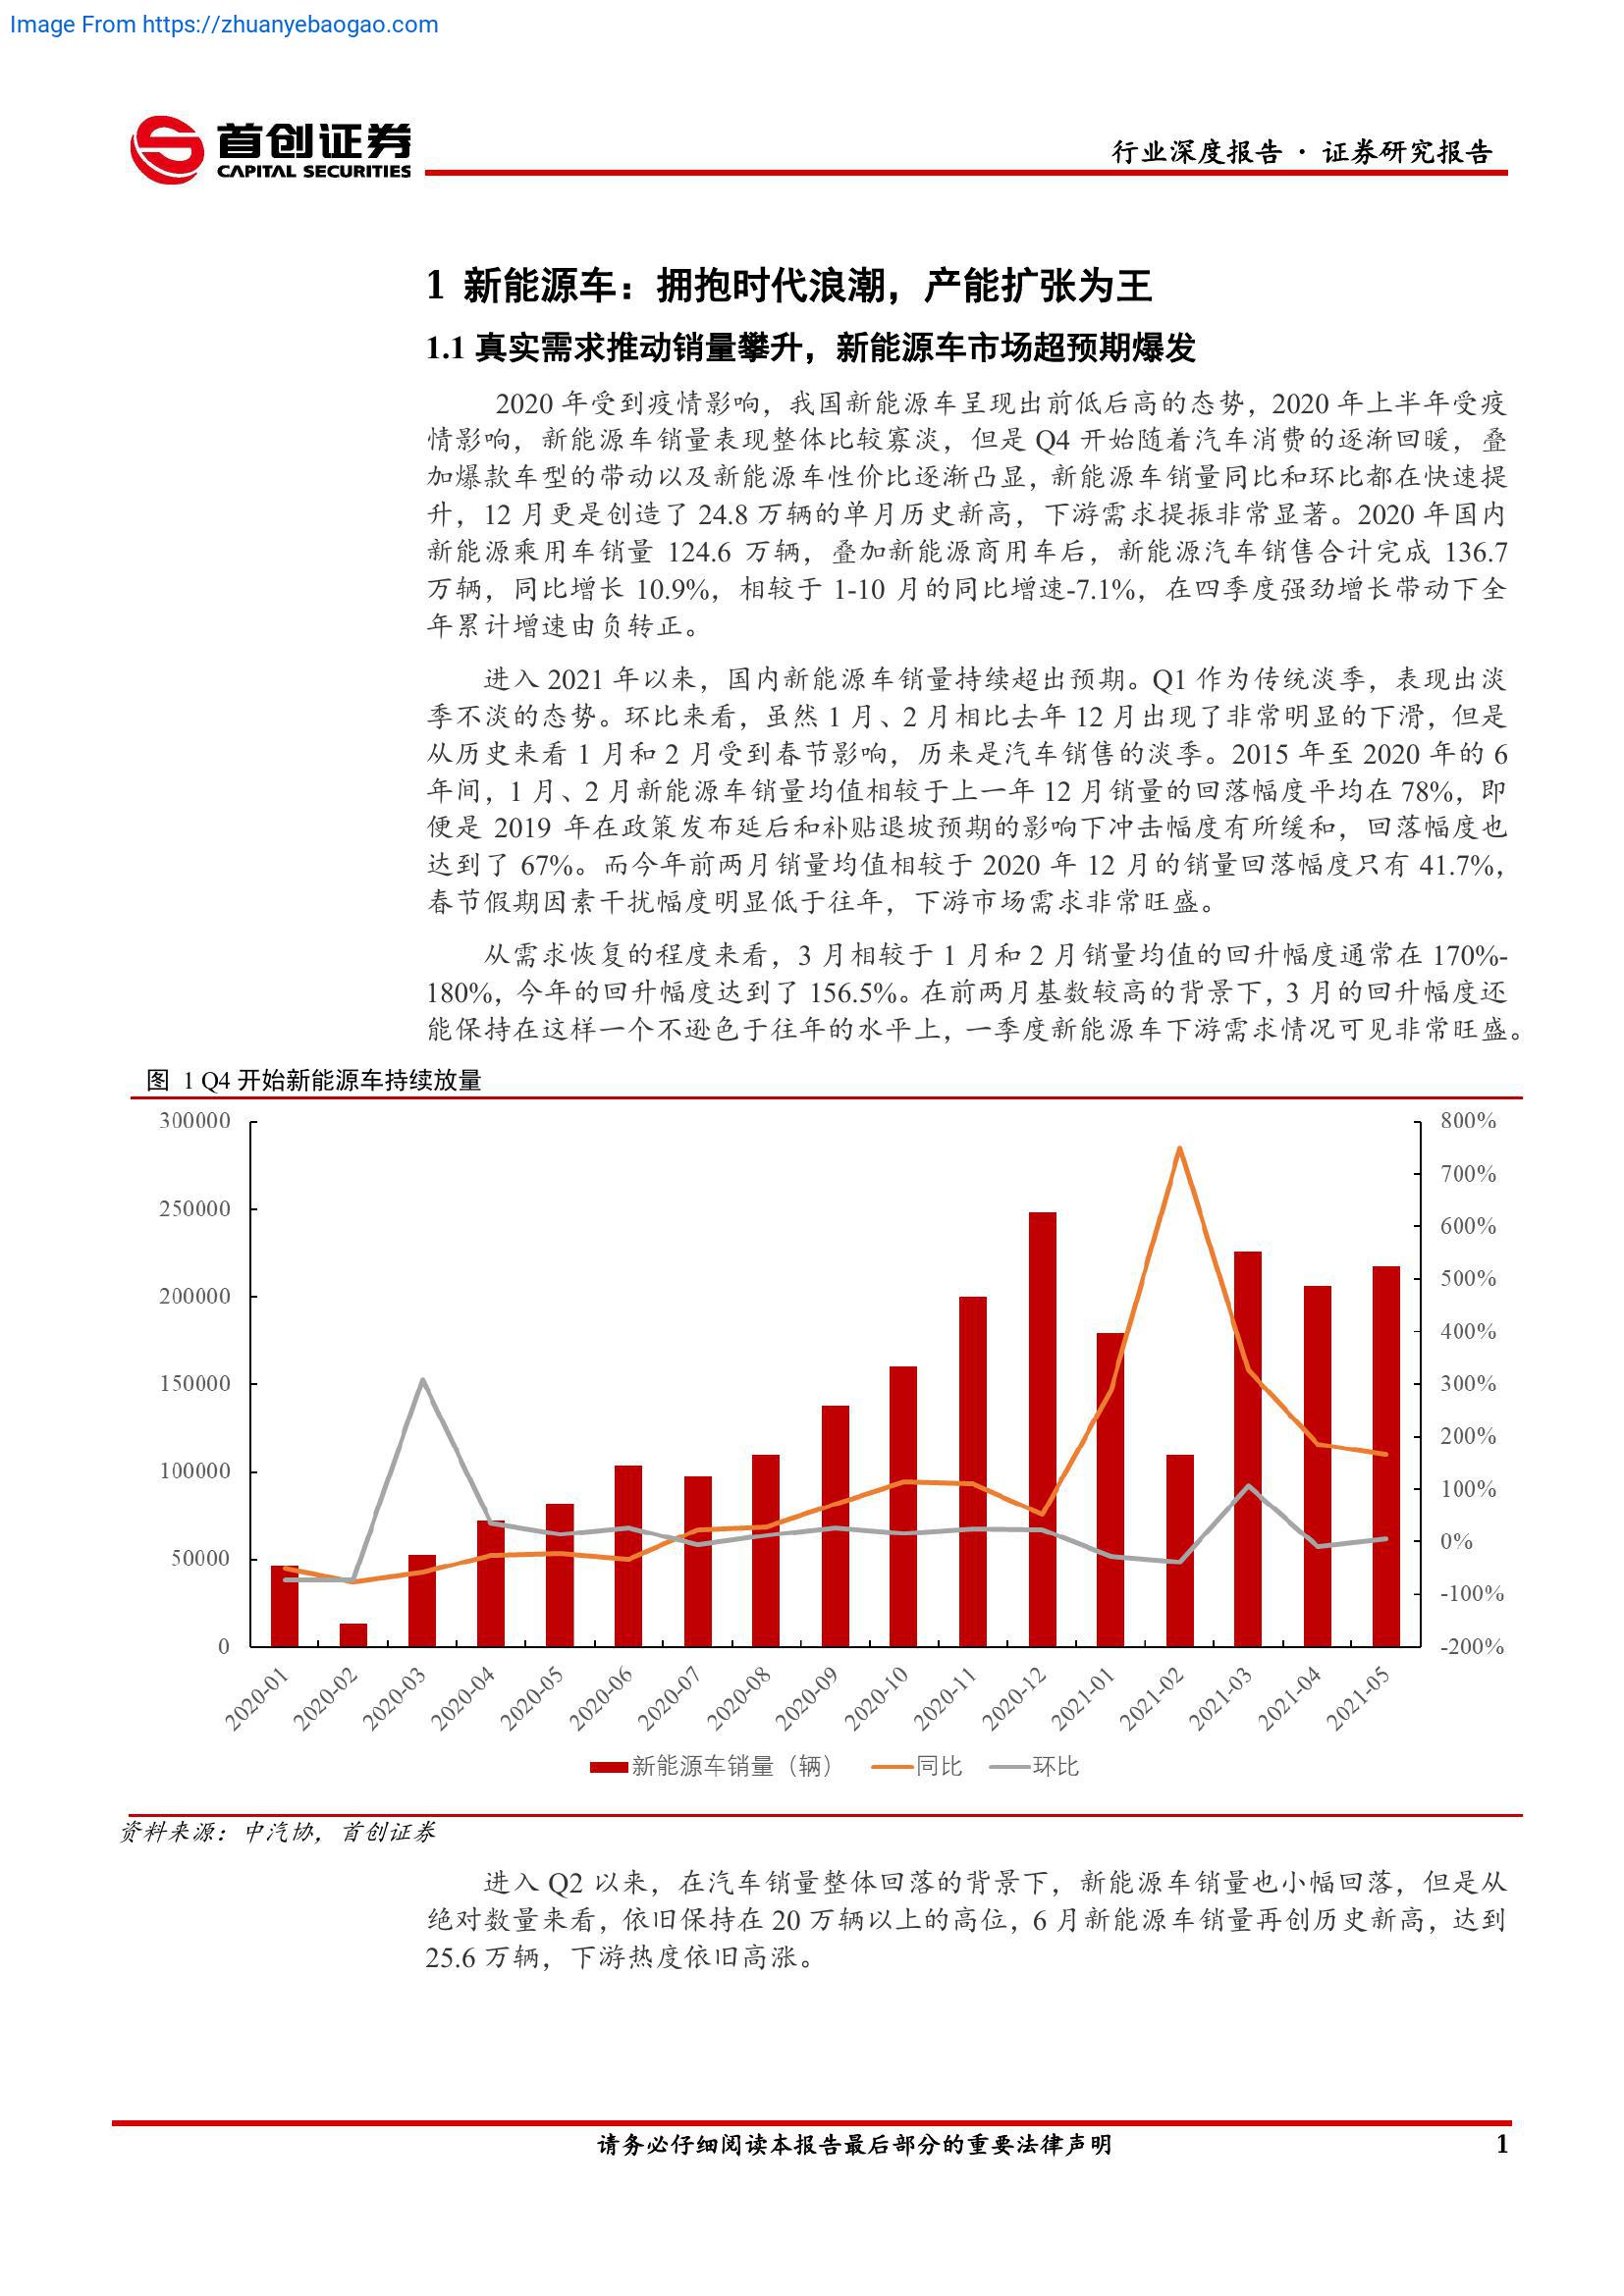 Image From https://zhuanyebaogao.com
首创证券
CAPITAL SECURITIES
行业深度报告 · 证券研究报告
1 新能源车：拥抱时代浪潮，产能扩张为王
1.1 真实需求推动销量攀升，新能源车市场超预期爆发
2020 年受到疫情影响，我国新能源车呈现出前低后高的态势，2020 年上半年受疫
情影响，新能源车销量表现整体比较寡淡，但是 Q4 开始随着汽车消费的逐渐回暖，叠
加爆款车型的带动以及新能源车性价比逐渐凸显，新能源车销量同比和环比都在快速提
升，12 月更是创造了 24.8 万辆的单月历史新高，下游需求提振非常显著。2020 年国内
新能源乘用车销量 124.6 万辆，叠加新能源商用车后，新能源汽车销售合计完成 136.7
万辆，同比增长 10.9%，相较于 1-10 月的同比增速-7.1%，在四季度强劲增长带动下全
年累计增速由负转正。
进入 2021 年以来，国内新能源车销量持续超出预期。Q1 作为传统淡季，表现出淡
季不淡的态势。环比来看，虽然 1 月、2 月相比去年 12 月出现了非常明显的下滑，但是
从历史来看 1 月和 2 月受到春节影响，历来是汽车销售的淡季。2015 年至 2020 年的 6
年间，1 月、2 月新能源车销量均值相较于上一年 12 月销量的回落幅度平均在 78%，即
便是 2019 年在政策发布延后和补贴退坡预期的影响下冲击幅度有所缓和，回落幅度也
达到了 67%。而今年前两月销量均值相较于 2020 年 12 月的销量回落幅度只有 41.7%，
春节假期因素干扰幅度明显低于往年，下游市场需求非常旺盛。
从需求恢复的程度来看，3 月相较于 1 月和 2 月销量均值的回升幅度通常在 170%-
180%，今年的回升幅度达到了 156.5%。在前两月基数较高的背景下，3 月的回升幅度还
能保持在这样一个不逊色于往年的水平上，一季度新能源车下游需求情况可见非常旺盛。
图 1 Q4 开始新能源车持续放量
300000
250000
200000
150000
100000
50000
0
800%
700%
600%
500%
400%
300%
200%
100%
0%
-100%
-200%
2020-01
2020-02
2020-03
2020-04
2020-05
2020-06
2020-07
2020-08
2020-09
2020-10
2020-11
2020-12
2021-01
2021-02
2021-03
2021-04
2021-05
新能源车销量（辆） 同比 环比
资料来源：中汽协，首创证券
进入 Q2 以来，在汽车销量整体回落的背景下，新能源车销量也小幅回落，但是从
绝对数量来看，依旧保持在 20 万辆以上的高位，6 月新能源车销量再创历史新高，达到
25.6 万辆，下游热度依旧高涨。
请务必仔细阅读本报告最后部分的重要法律声明 1